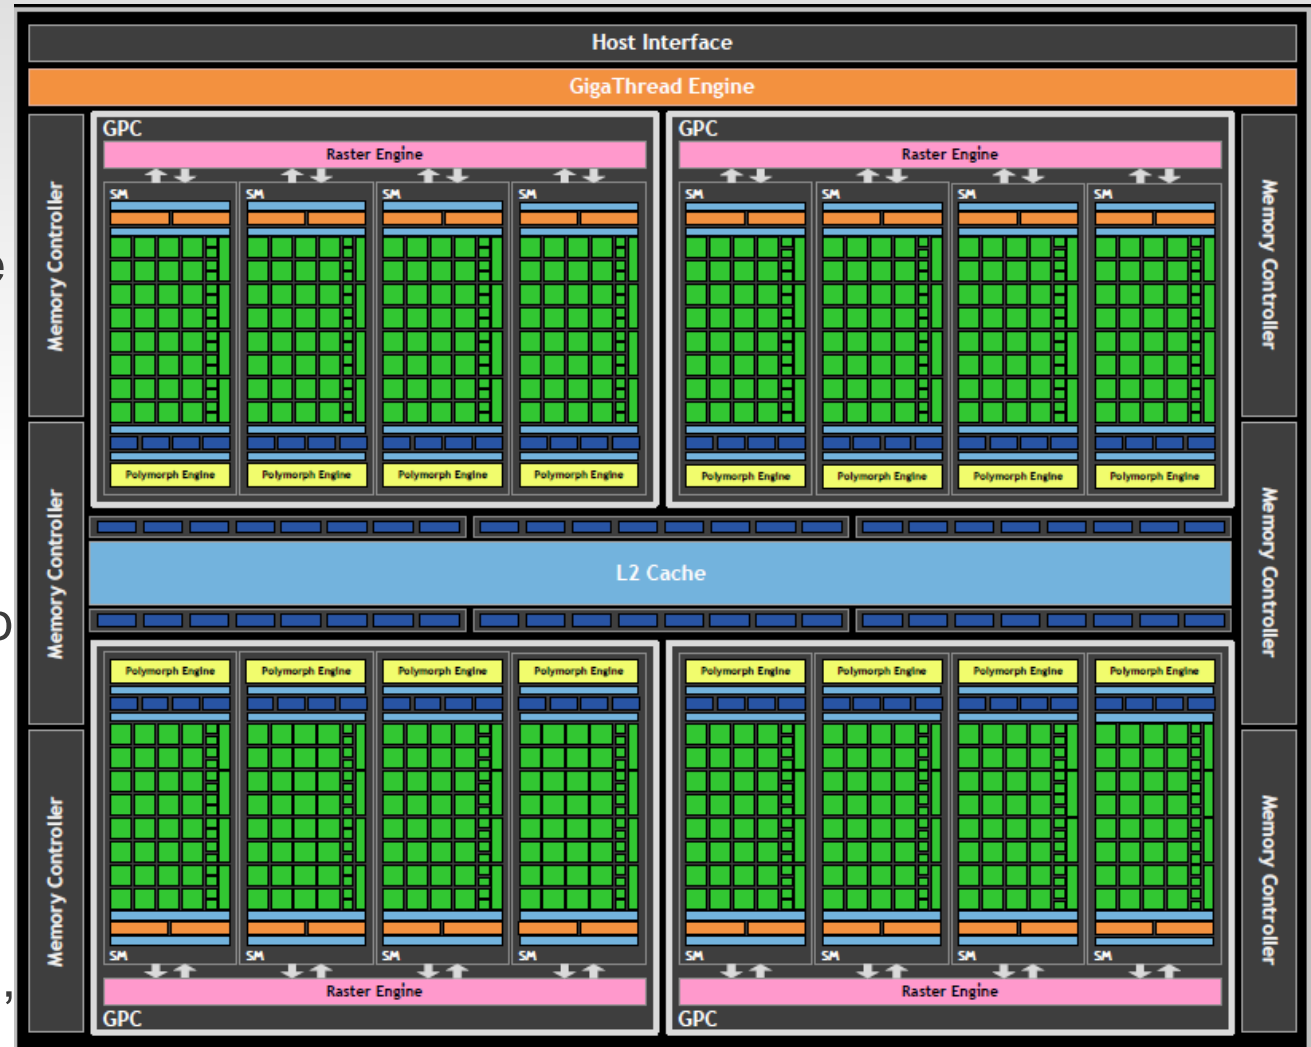 Host Interface
GigaThread Engine
GPC
Raster Engine
SM SM SM SM
Polymorph Engine Polymorph Engine Polymorph Engine Polymorph Engine
GPC
Raster Engine
SM SM SM SM
Polymorph Engine Polymorph Engine Polymorph Engine Polymorph Engine
Memory Controller
Memory Controller
Memory Controller
Memory Controller
Memory Controller
Memory Controller
e
L2 Cache
Polymorph Engine Polymorph Engine Polymorph Engine Polymorph Engine
SM SM SM SM
Raster Engine
GPC
Polymorph Engine Polymorph Engine Polymorph Engine Polymorph Engine
SM SM SM SM
Raster Engine
GPC
,